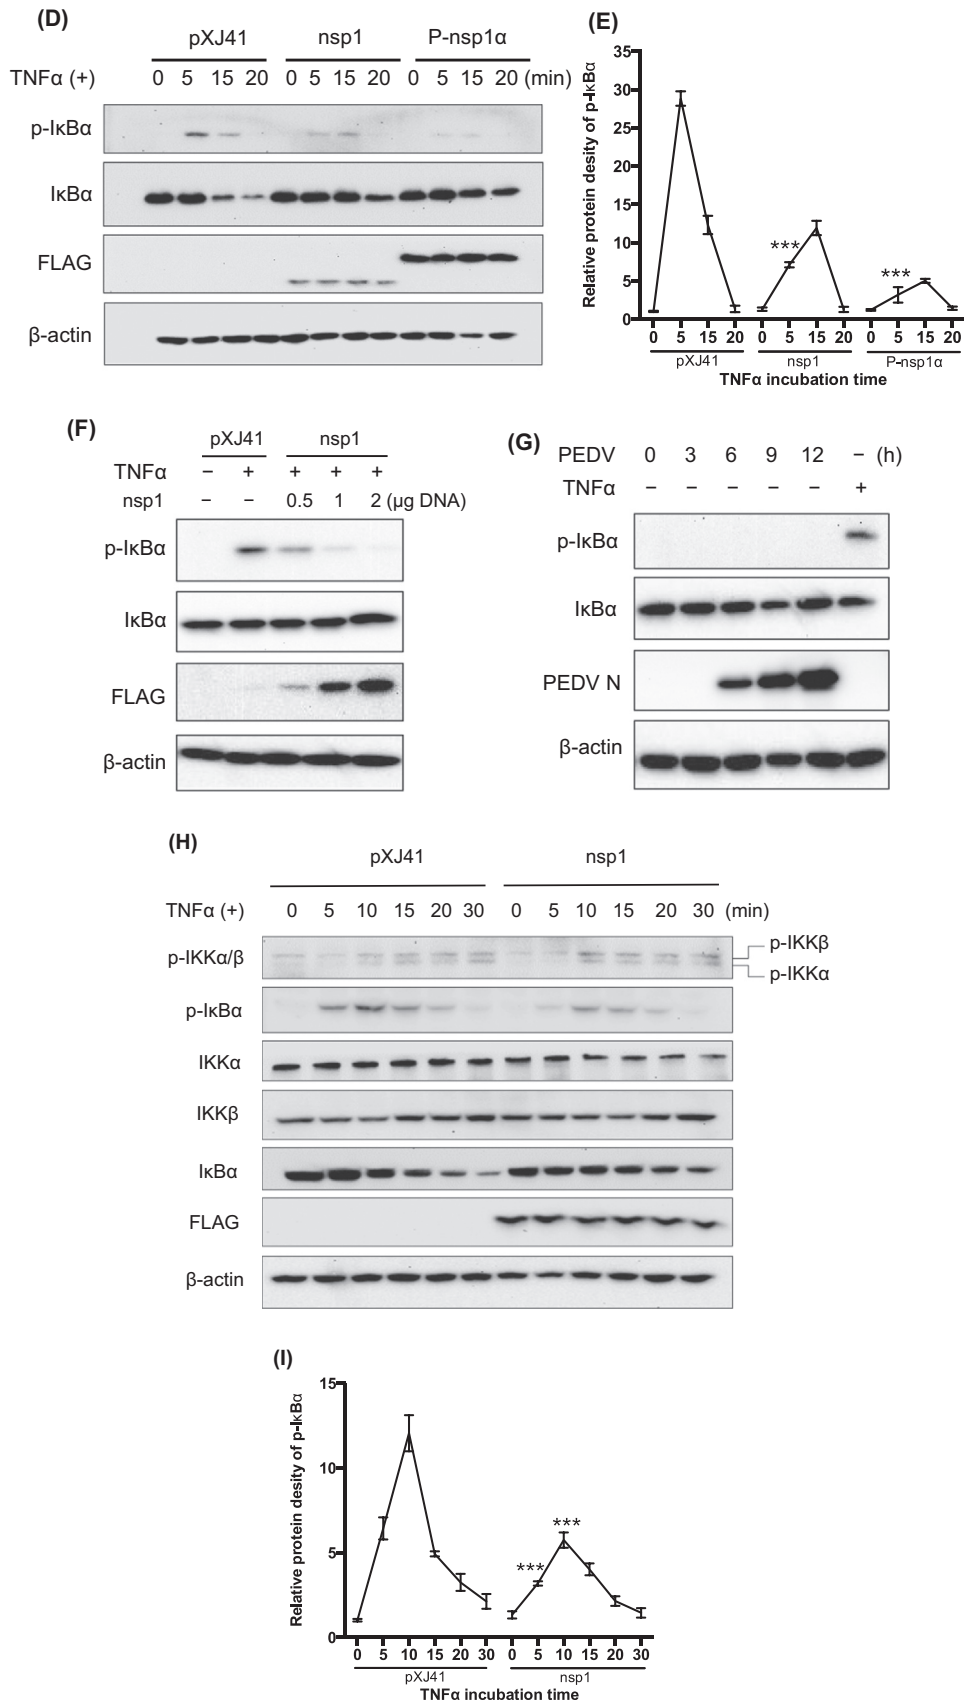 (D)
pXJ41 nsp1 P-nsp1α
TNFα (+) 0 5 15 20 0 5 15 20 0 5 15 20 (min)
p-IκBα
IκBα
FLAG
β-actin
(E)
Relative protein desity of p-IκBα
35
30
25
20
15
10
5
0
***
***
0 5 15 20 0 5 15 20 0 5 15 20
pXJ41 nsp1 P-nsp1α
TNFα incubation time
(F)
pXJ41 nsp1
TNFα – + + + +
nsp1 – – 0.5 1 2 (μg DNA)
p-IκBα
IκBα
FLAG
β-actin
(G)
PEDV 0 3 6 9 12 – (h)
TNFα – – – – – +
p-IκBα
IκBα
PEDV N
β-actin
(H)
pXJ41 nsp1
TNFα (+) 0 5 10 15 20 30 0 5 10 15 20 30 (min)
p-IKKα/β
p-IKKβ
p-IKKα
p-IκBα
IKKα
IKKβ
IκBα
FLAG
β-actin
(I)
Relative protein desity of p-IκBα
15
10
5
0
***
***
0 5 10 15 20 30 0 5 10 15 20 30
pXJ41 nsp1
TNFα incubation time